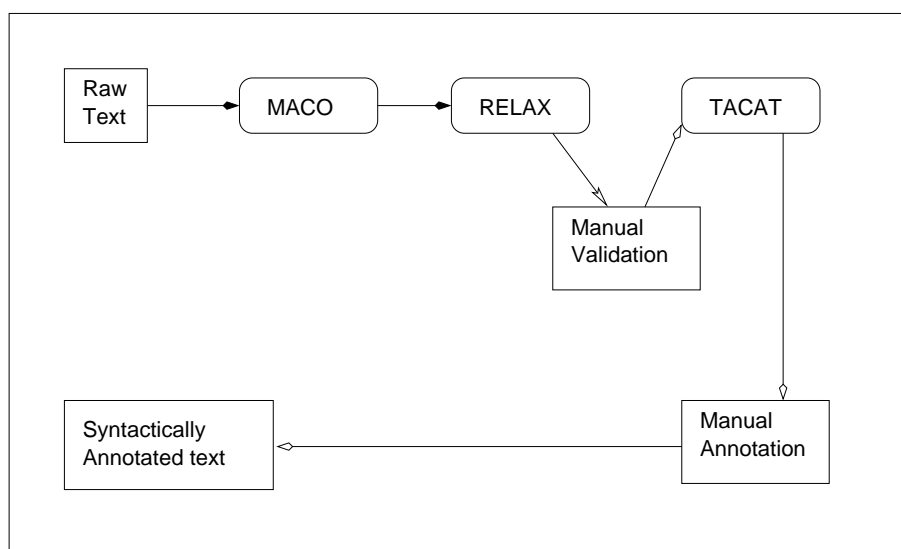 Raw
Text
MACO
RELAX
TACAT
Manual
Validation
Syntactically
Annotated text
Manual
Annotation